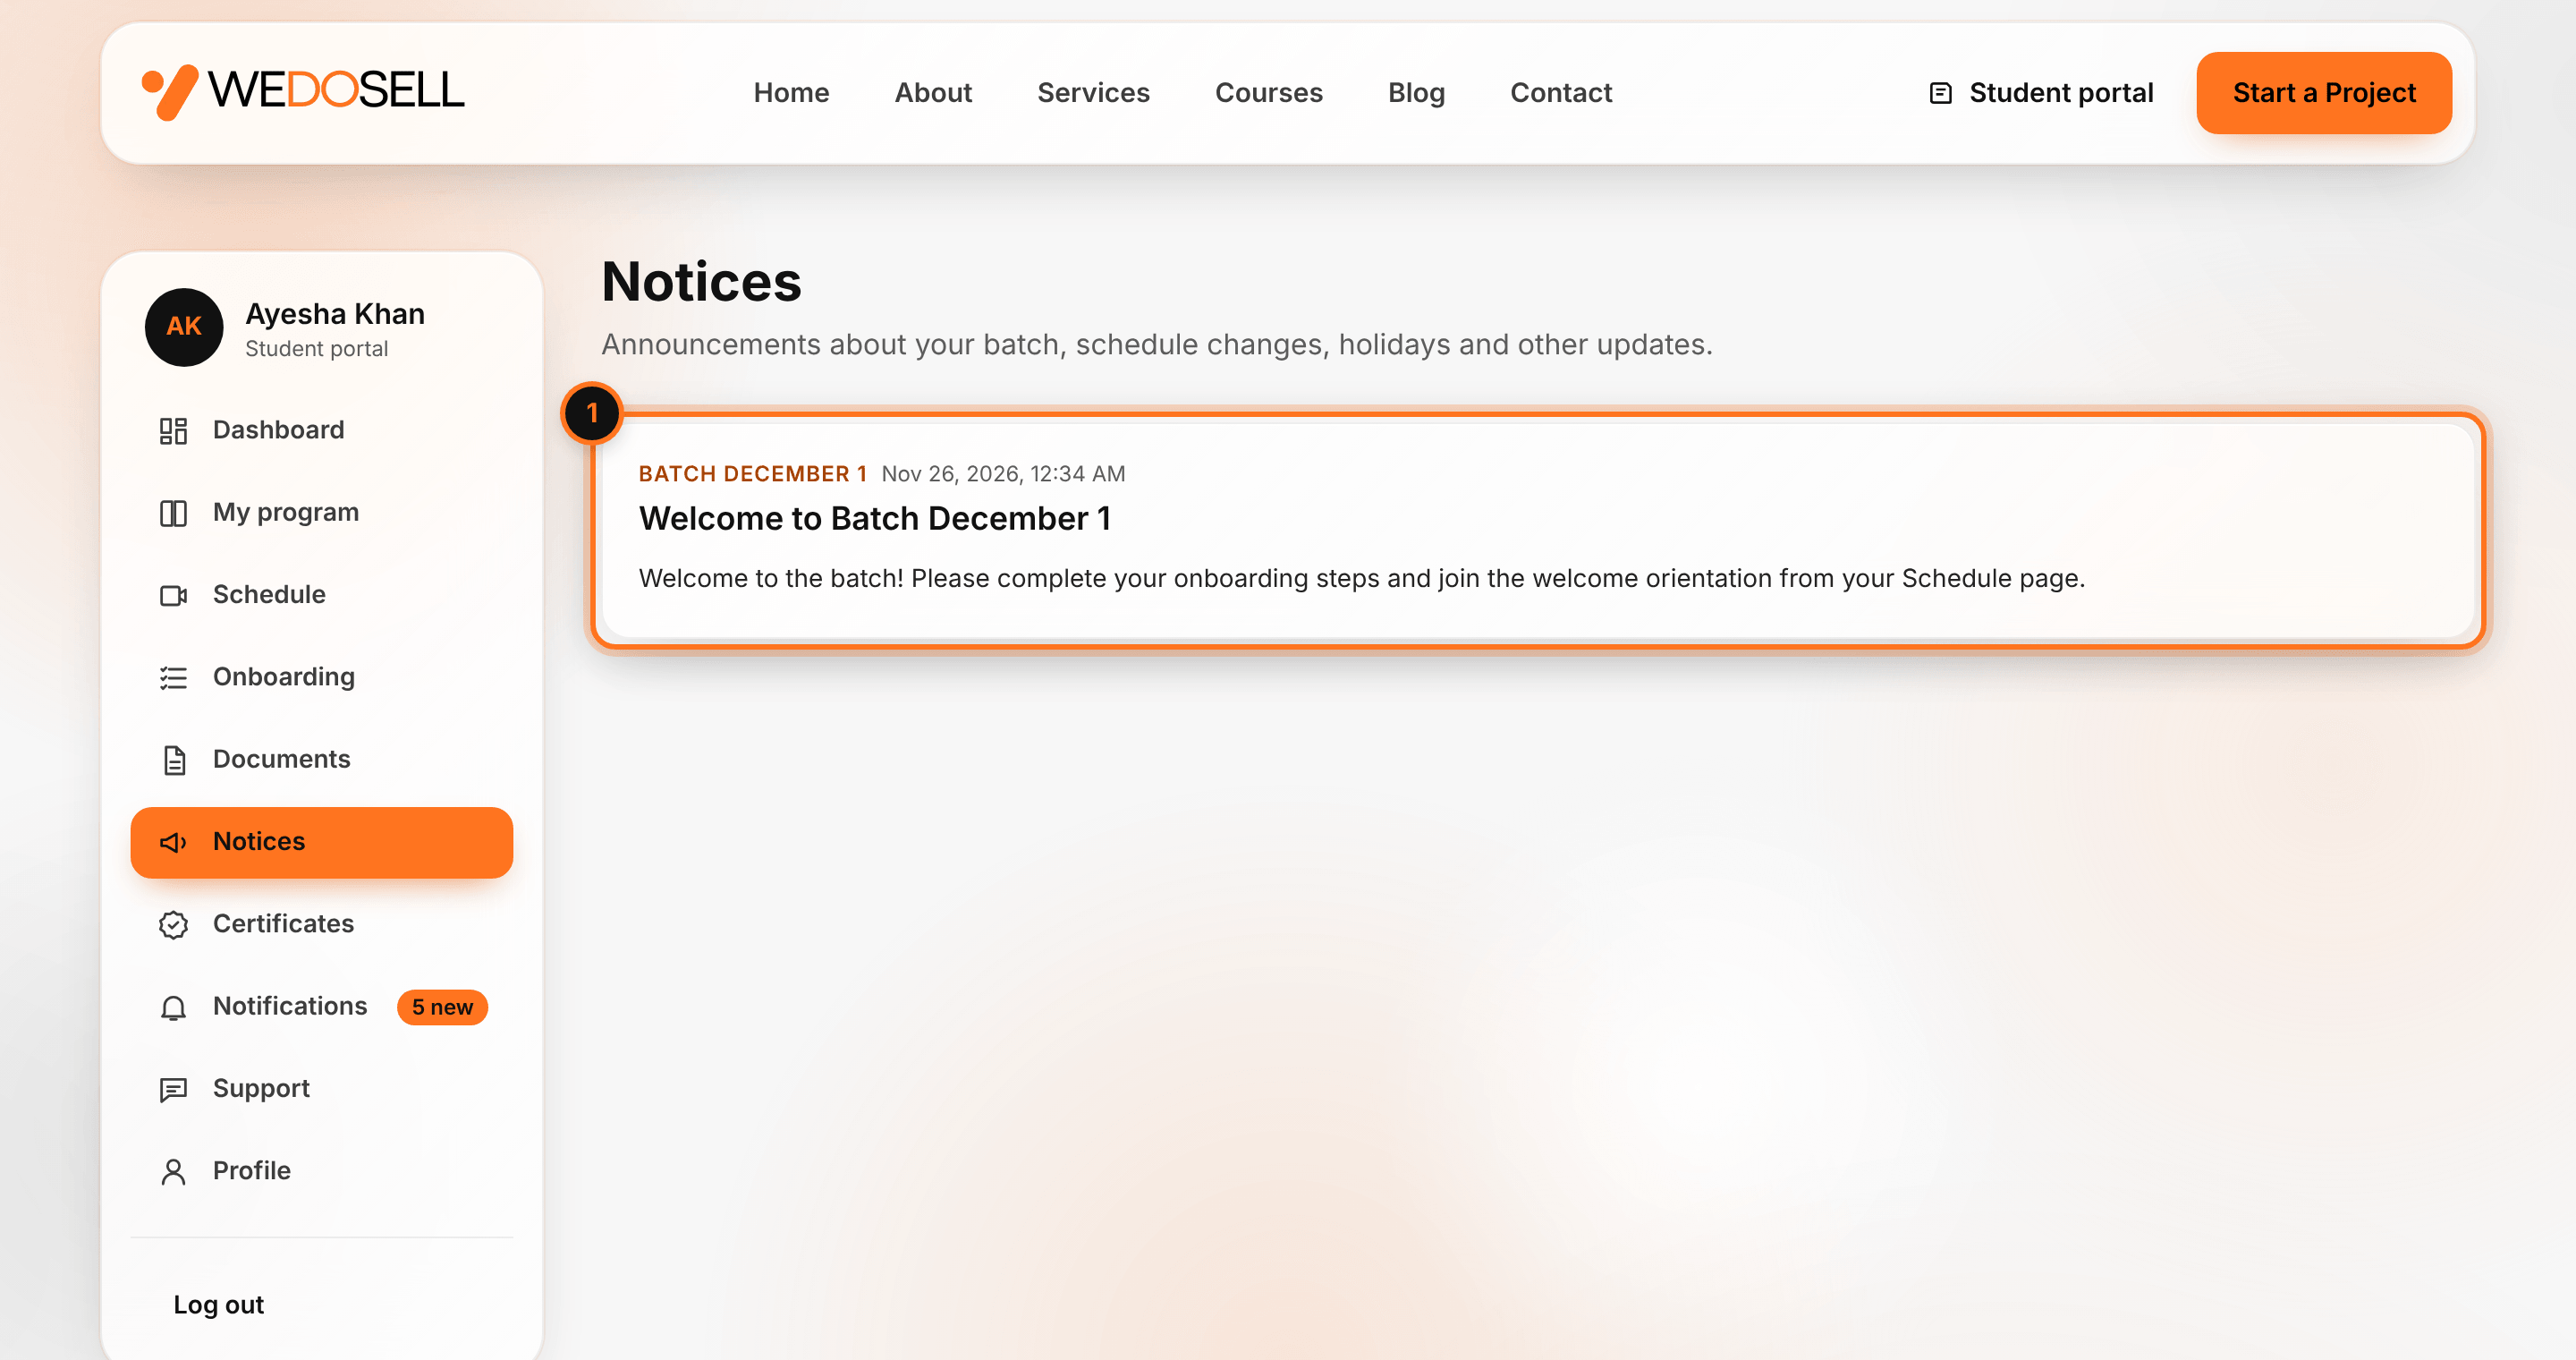 WEDOSELL
Home
About
Services
Courses
Blog
Contact
Student portal
Start a Project
AK
Ayesha Khan
Student portal
Dashboard
My program
Schedule
Onboarding
Documents
Notices
Certificates
Notifications
5 new
Support
Profile
Log out
Notices
Announcements about your batch, schedule changes, holidays and other updates.
1
BATCH DECEMBER 1 Nov 26, 2026, 12:34 AM
Welcome to Batch December 1
Welcome to the batch! Please complete your onboarding steps and join the welcome orientation from your Schedule page.